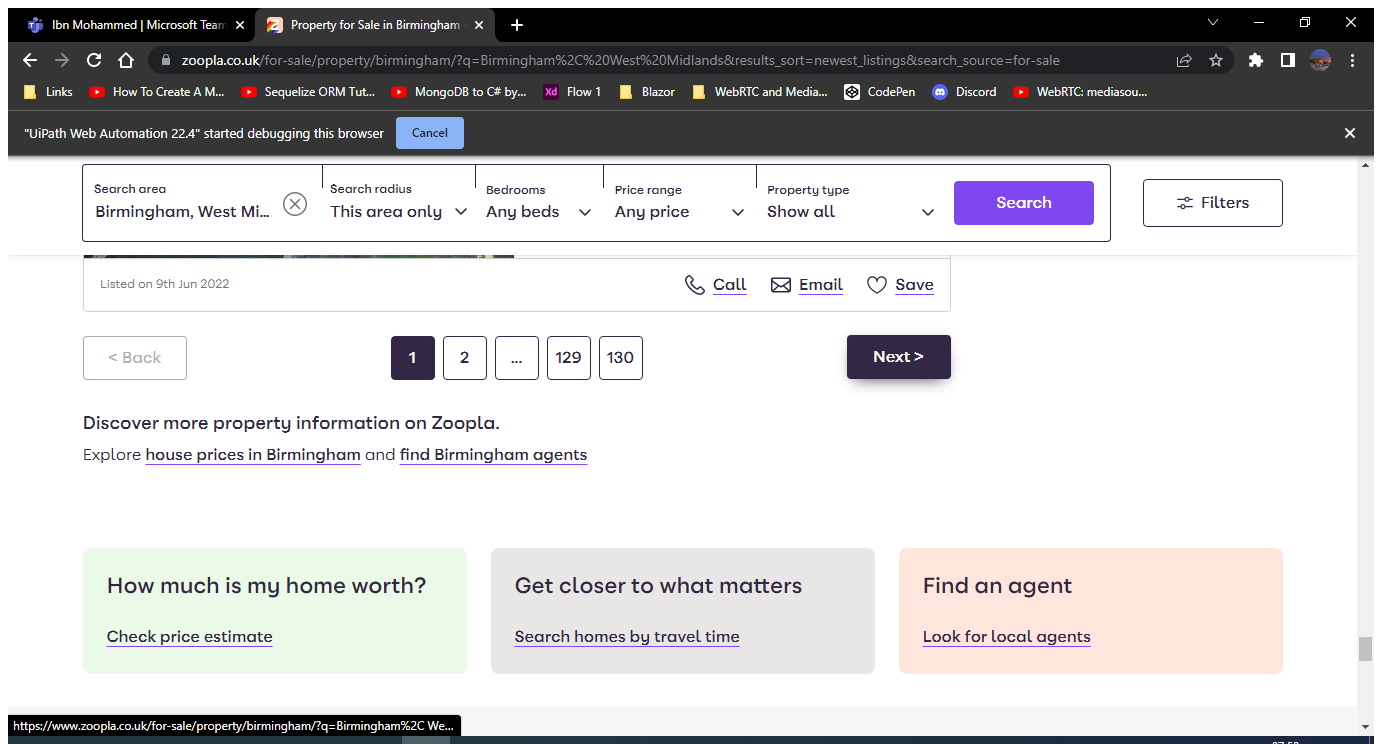 Ibn Mohammed | Microsoft Team
Property for Sale in Birmingham
zoopla.co.uk/for-sale/property/birmingham/?q=Birmingham%2C%20West%20Midlands&results_sort=newest_listings&search_source=for-sale
Links How To Create A M... Sequelize ORM Tut... MongoDB to C# by... Xd Flow 1 Blazor WebRTC and Media... CodePen Discord WebRTC: mediasou...
"UiPath Web Automation 22.4" started debugging this browser Cancel
Search area Search radius Bedrooms Price range Property type
Birmingham, West Mi... This area only Any beds Any price Show all Search Filters
Listed on 9th Jun 2022 Call Email Save
< Back 1 2 ... 129 130 Next >
Discover more property information on Zoopla.
Explore house prices in Birmingham and find Birmingham agents
How much is my home worth? Get closer to what matters Find an agent
Check price estimate Search homes by travel time Look for local agents
https://www.zoopla.co.uk/for-sale/property/birmingham/?q=Birmingham%2C We...